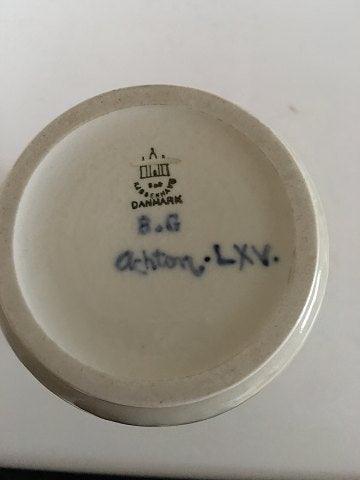 B&G
KJØBENHAVN
DANMARK
B.G
Achton.LXV.